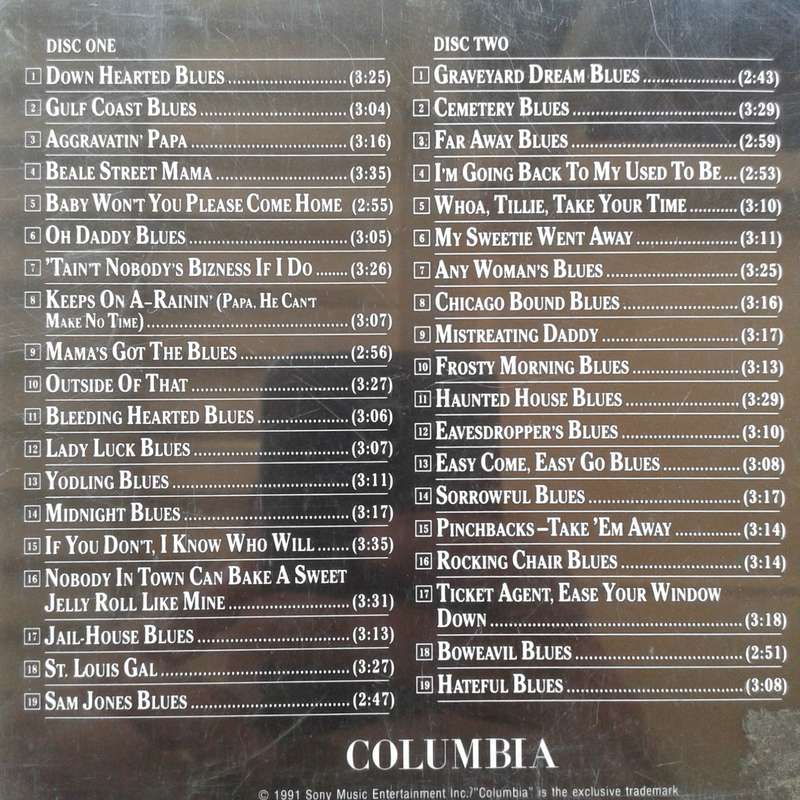 DISC ONE
1 DOWN HEARTED BLUES (3:25)
2 GULF COAST BLUES (3:04)
3 AGGRAVATIN' PAPA (3:16)
4 BEALE STREET MAMA (3:35)
5 BABY WON'T YOU PLEASE COME HOME (2:55)
6 OH DADDY BLUES (3:05)
7 'TAIN'T NOBODY'S BIZNESS IF I DO (3:26)
8 KEEPS ON A-RAININ' (PAPA, HE CAN'T
MAKE NO TIME) (3:07)
9 MAMA'S GOT THE BLUES (2:56)
10 OUTSIDE OF THAT (3:27)
11 BLEEDING HEARTED BLUES (3:06)
12 LADY LUCK BLUES (3:07)
13 YODLING BLUES (3:11)
14 MIDNIGHT BLUES (3:17)
15 IF YOU DON'T, I KNOW WHO WILL (3:35)
16 NOBODY IN TOWN CAN BAKE A SWEET
JELLY ROLL LIKE MINE (3:31)
17 JAIL-HOUSE BLUES (3:13)
18 ST. LOUIS GAL (3:27)
19 SAM JONES BLUES (2:47)
DISC TWO
1 GRAVEYARD DREAM BLUES (2:43)
2 CEMETERY BLUES (3:29)
3 FAR AWAY BLUES (2:59)
4 I'M GOING BACK TO MY USED TO BE (2:53)
5 WHOA, TILLIE, TAKE YOUR TIME (3:10)
6 MY SWEETIE WENT AWAY (3:11)
7 ANY WOMAN'S BLUES (3:25)
8 CHICAGO BOUND BLUES (3:16)
9 MISTREATING DADDY (3:17)
10 FROSTY MORNING BLUES (3:13)
11 HAUNTED HOUSE BLUES (3:29)
12 EAVESDROPPER'S BLUES (3:10)
13 EASY COME, EASY GO BLUES (3:08)
14 SORROWFUL BLUES (3:17)
15 PINCHBACKS–TAKE 'EM AWAY (3:14)
16 ROCKING CHAIR BLUES (3:14)
17 TICKET AGENT, EASE YOUR WINDOW
DOWN (3:18)
18 BOWEAVIL BLUES (2:51)
19 HATEFUL BLUES (3:08)
COLUMBIA
© 1991 Sony Music Entertainment Inc./"Columbia" is the exclusive trademark